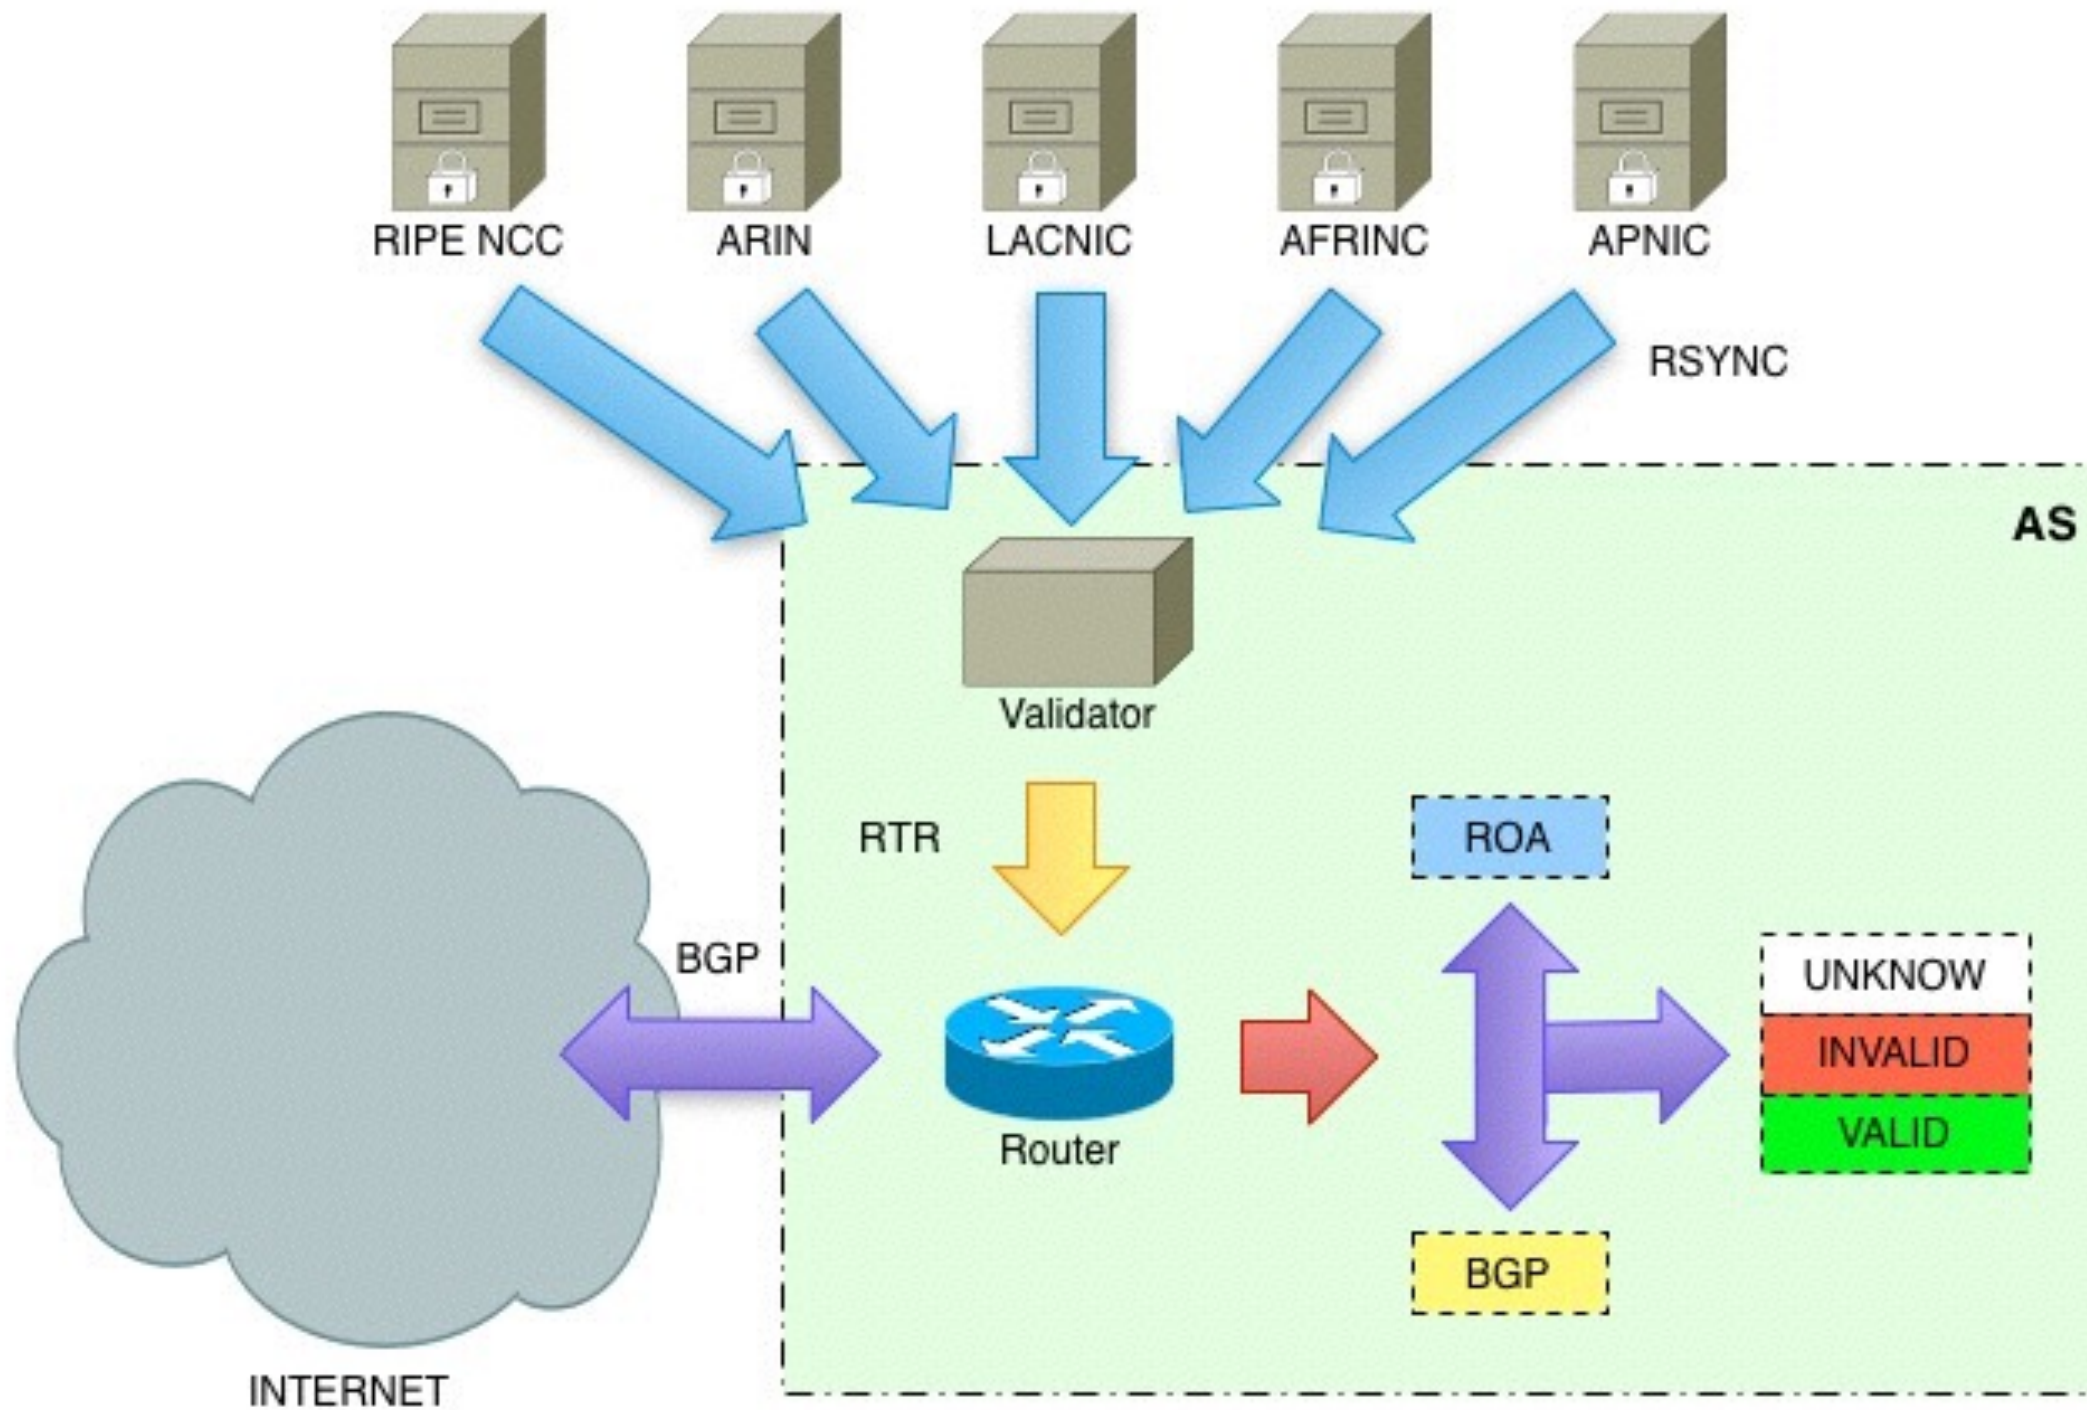 RIPE NCC
ARIN
LACNIC
AFRINC
APNIC
RSYNC
AS
Validator
RTR
ROA
BGP
UNKNOW
INVALID
VALID
Router
BGP
INTERNET